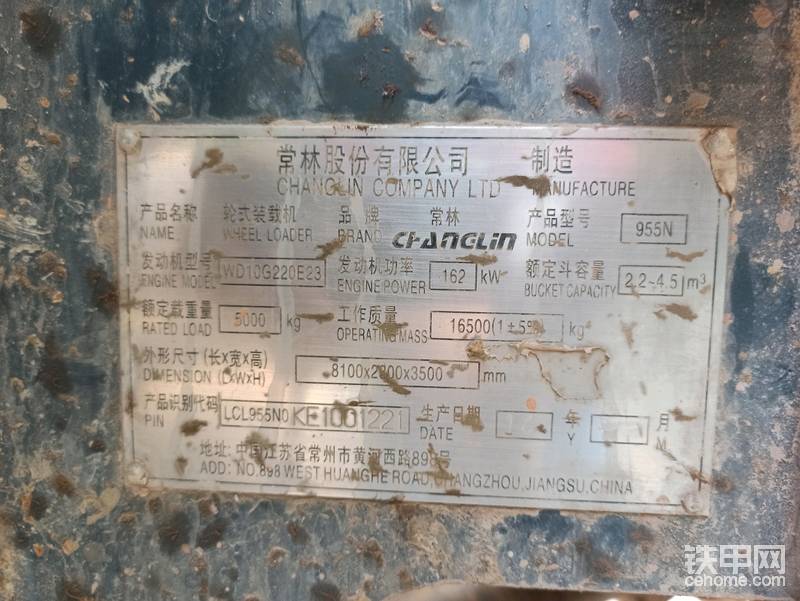 常林股份有限公司 制造
CHANGLIN COMPANY LTD MANUFACTURE
产品名称 轮式装载机 品牌 常林 产品型号 955N
NAME WHEEL LOADER BRAND CHANGLIN MODEL
发动机型号 WD10G220E23 发动机功率 162 kW 额定斗容量 2.2~4.5 m³
ENGINE MODEL ENGINE POWER BUCKET CAPACITY
额定载重量 5000 kg 工作质量 16500(1±5%) kg
RATED LOAD OPERATING MASS
外形尺寸(长X宽X高) 8100x2800x3500 mm
DIMENSION (LxWxH)
产品识别代码 LCL955N0KE1001221 生产日期 年 月
PIN DATE Y M
地址: 中国江苏省常州市黄河西路898号
ADD: NO.898 WEST HUANGHE ROAD, CHANGZHOU, JIANGSU, CHINA
铁甲网
cehome.com